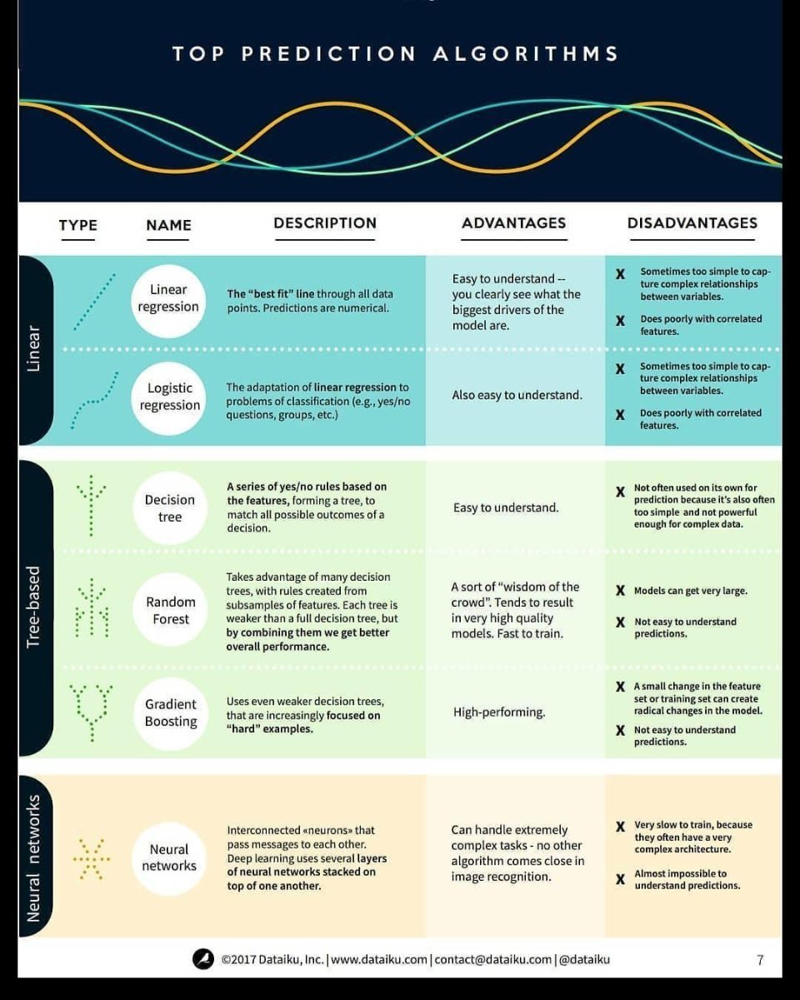 TOP PREDICTION ALGORITHMS
TYPE NAME DESCRIPTION ADVANTAGES DISADVANTAGES
Linear
Linear
regression
The “best fit” line through all data
points. Predictions are numerical.
Easy to understand --
you clearly see what the
biggest drivers of the
model are.
X Sometimes too simple to cap-
ture complex relationships
between variables.
X Does poorly with correlated
features.
Logistic
regression
The adaptation of linear regression to
problems of classification (e.g., yes/no
questions, groups, etc.)
Also easy to understand.
X Sometimes too simple to cap-
ture complex relationships
between variables.
X Does poorly with correlated
features.
Tree-based
Decision
tree
A series of yes/no rules based on
the features, forming a tree, to
match all possible outcomes of a
decision.
Easy to understand.
X Not often used on its own for
prediction because it’s also often
too simple and not powerful
enough for complex data.
Random
Forest
Takes advantage of many decision
trees, with rules created from
subsamples of features. Each tree is
weaker than a full decision tree, but
by combining them we get better
overall performance.
A sort of “wisdom of the
crowd”. Tends to result
in very high quality
models. Fast to train.
X Models can get very large.
X Not easy to understand
predictions.
Gradient
Boosting
Uses even weaker decision trees,
that are increasingly focused on
“hard” examples.
High-performing.
X A small change in the feature
set or training set can create
radical changes in the model.
X Not easy to understand
predictions.
Neural networks
Neural
networks
Interconnected «neurons» that
pass messages to each other.
Deep learning uses several layers
of neural networks stacked on
top of one another.
Can handle extremely
complex tasks - no other
algorithm comes close in
image recognition.
X Very slow to train, because
they often have a very
complex architecture.
X Almost impossible to
understand predictions.
©2017 Dataiku, Inc. | www.dataiku.com | contact@dataiku.com | @dataiku
7